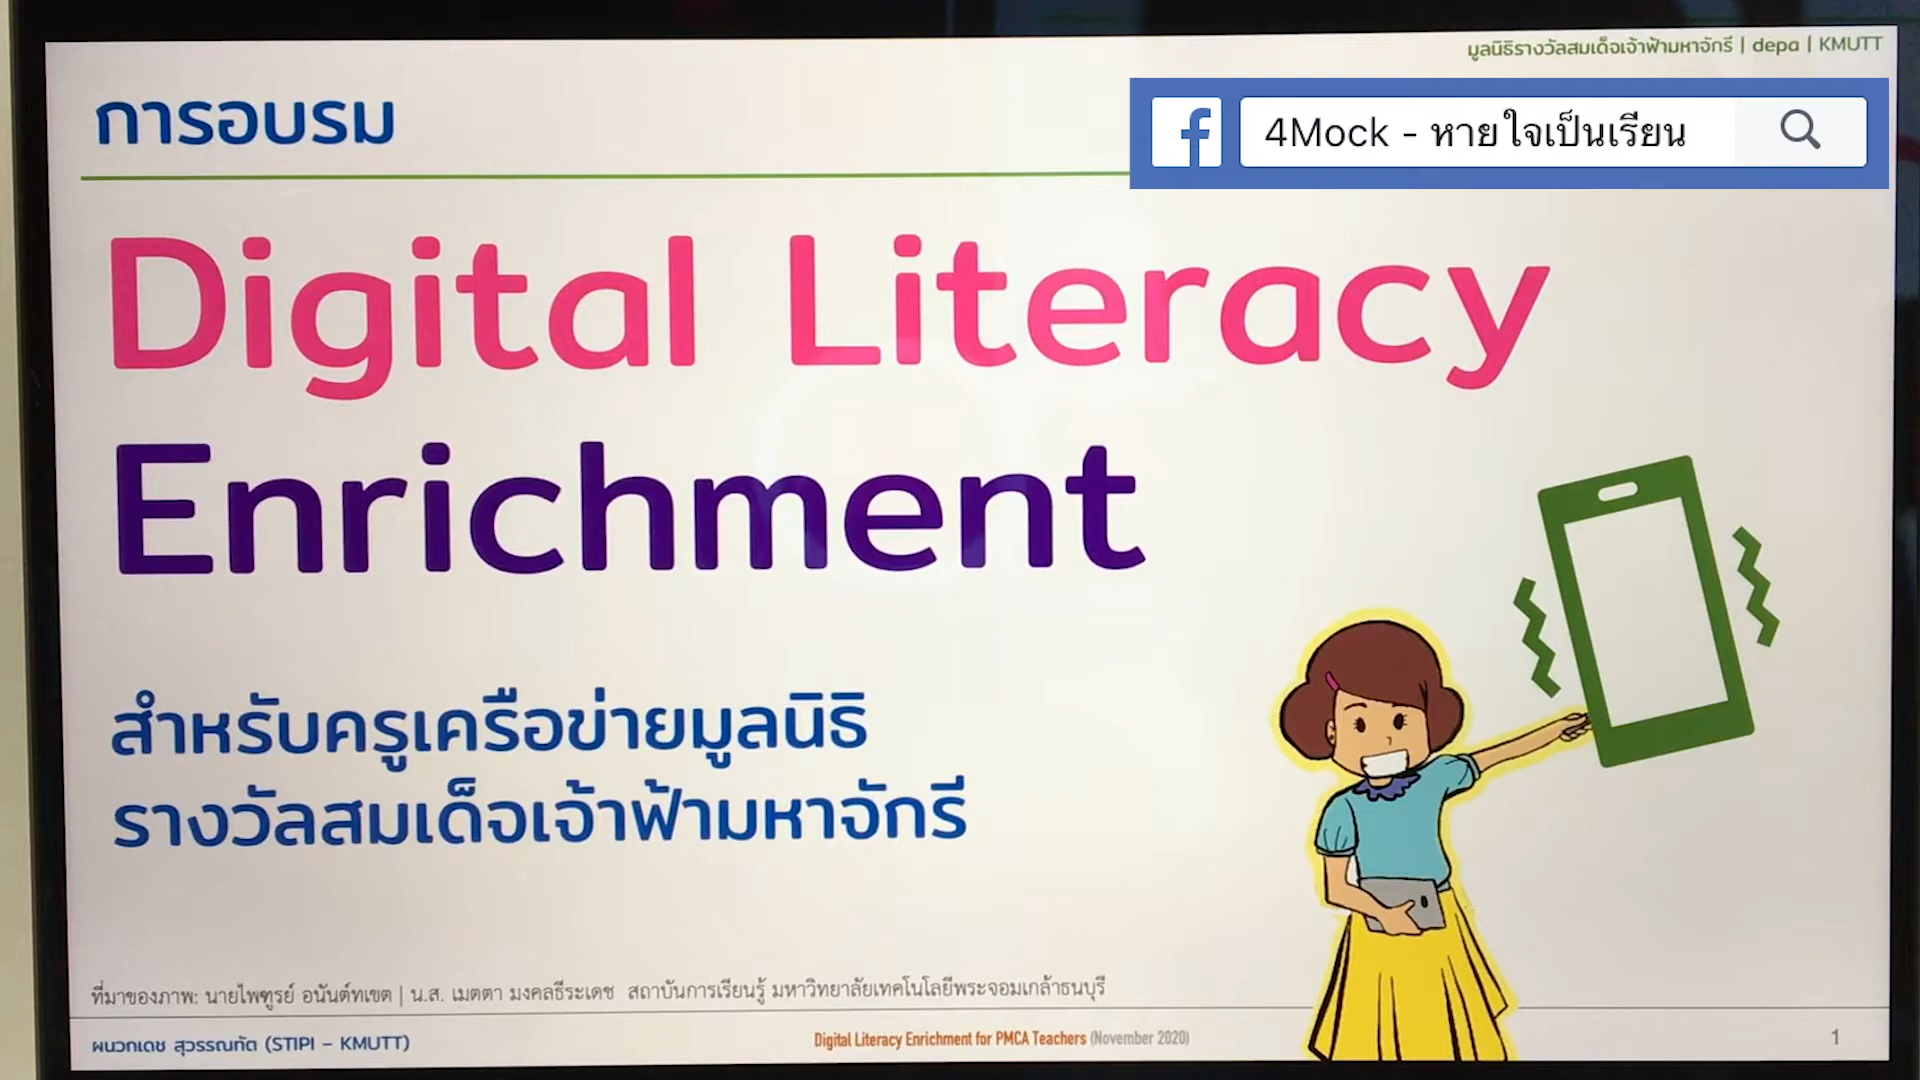 มูลนิธิรางวัลสมเด็จเจ้าฟ้ามหาจักรี | depa | KMUTT
การอบรม
f 4Mock - หายใจเป็นเรียน
Digital Literacy
Enrichment
สำหรับครูเครือข่ายมูลนิธิ
รางวัลสมเด็จเจ้าฟ้ามหาจักรี
ที่มาของภาพ: นายไพฑูรย์ อนันต์ทเขต | น.ส. เมตตา มงคลธีระเดช สถาบันการเรียนรู้ มหาวิทยาลัยเทคโนโลยีพระจอมเกล้าธนบุรี
ผนวกเดช สุวรรณทัต (STIPI – KMUTT) Digital Literacy Enrichment for PMCA Teachers (November 2020) 1